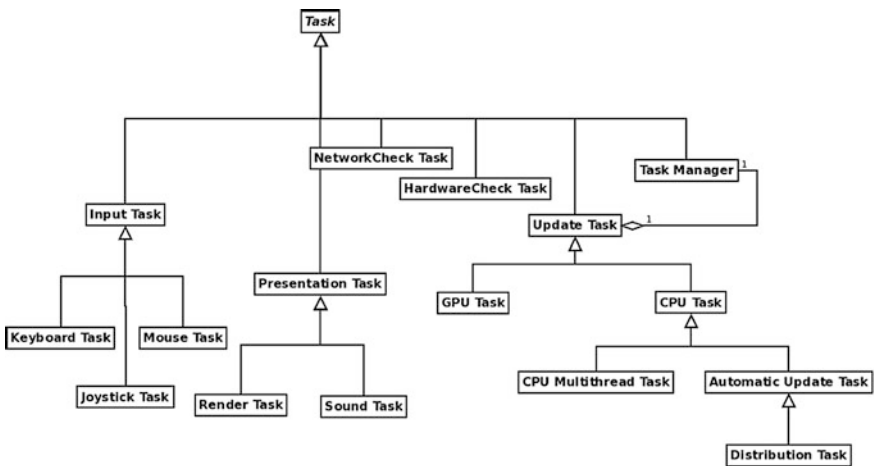 Task
NetworkCheck Task
Task Manager
1
HardwareCheck Task
Input Task
Update Task
1
Presentation Task
GPU Task
CPU Task
Keyboard Task
Mouse Task
Joystick Task
CPU Multithread Task
Automatic Update Task
Render Task
Sound Task
Distribution Task